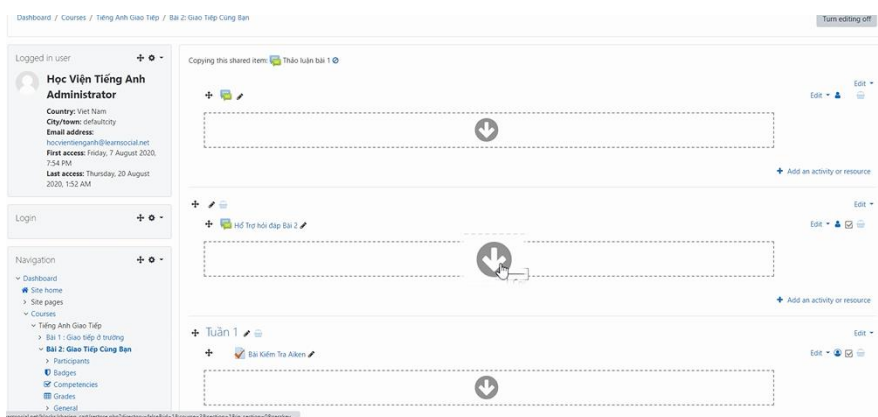 Dashboard / Courses / Tiếng Anh Giao Tiếp / Bài 2: Giao Tiếp Cùng Bạn
Turn editing off
Logged in user
Học Viện Tiếng Anh
Administrator
Country: Viet Nam
City/town: defaultcity
Email address:
hocvientienganh@learnsocial.net
First access: Friday, 7 August 2020,
7:54 PM
Last access: Thursday, 20 August
2020, 1:52 AM
Login
Navigation
Dashboard
Site home
Site pages
Courses
Tiếng Anh Giao Tiếp
Bài 1 : Giao tiếp ở trường
Bài 2: Giao Tiếp Cùng Bạn
Participants
Badges
Competencies
Grades
General
Copying this shared item: Thảo luận bài 1
Edit
Edit
Add an activity or resource
Edit
Hổ Trợ hỏi đáp Bài 2
Edit
Add an activity or resource
Tuần 1
Edit
Bài Kiểm Tra Aiken
Edit